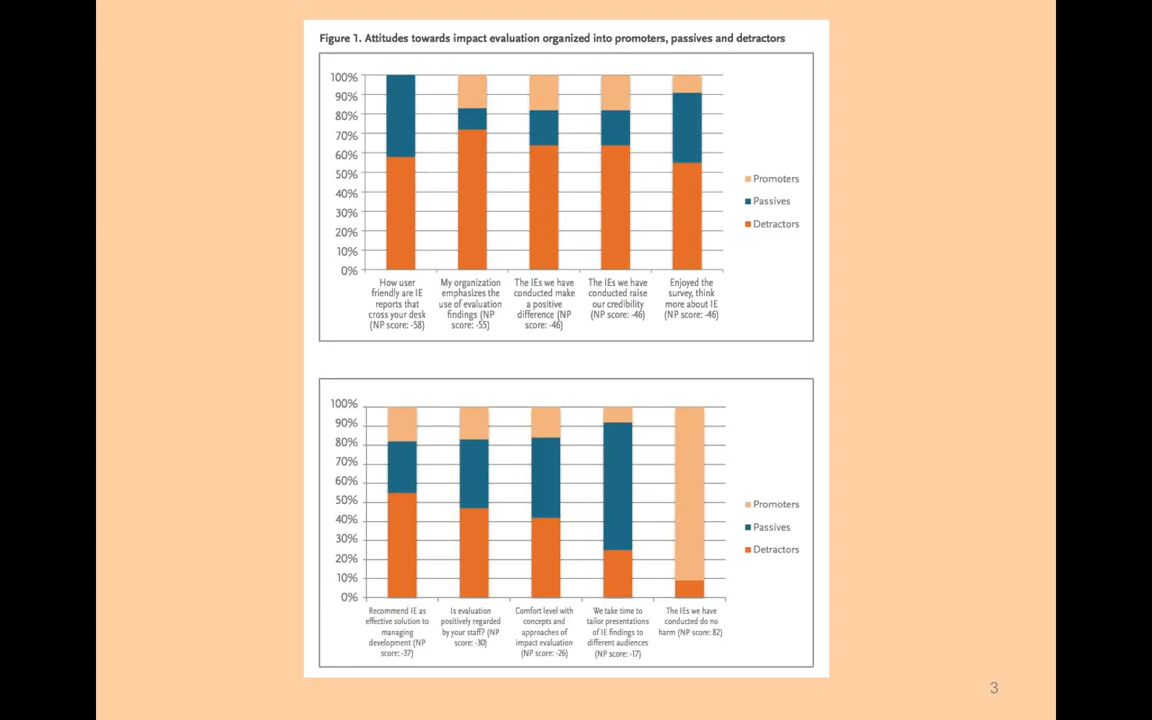 Figure 1. Attitudes towards impact evaluation organized into promoters, passives and detractors
100%
90%
80%
70%
60%
50%
40%
30%
20%
10%
0%
How user
friendly are IE
reports that
cross your desk
(NP score: -58)
My organization
emphasizes the
use of evaluation
findings (NP
score: -55)
The IEs we have
conducted make
a positive
difference (NP
score: -46)
The IEs we have
conducted raise
our credibility
(NP score: -46)
Enjoyed the
survey, think
more about IE
(NP score: -46)
Promoters
Passives
Detractors
100%
90%
80%
70%
60%
50%
40%
30%
20%
10%
0%
Recommend IE as
effective solution to
managing
development (NP
score: -37)
Is evaluation
positively regarded
by your staff? (NP
score: -30)
Comfort level with
concepts and
approaches of
impact evaluation
(NP score: -26)
We take time to
tailor presentations
of IE findings to
different audiences
(NP score: -17)
The IEs we have
conducted do no
harm (NP score: 82)
Promoters
Passives
Detractors
3